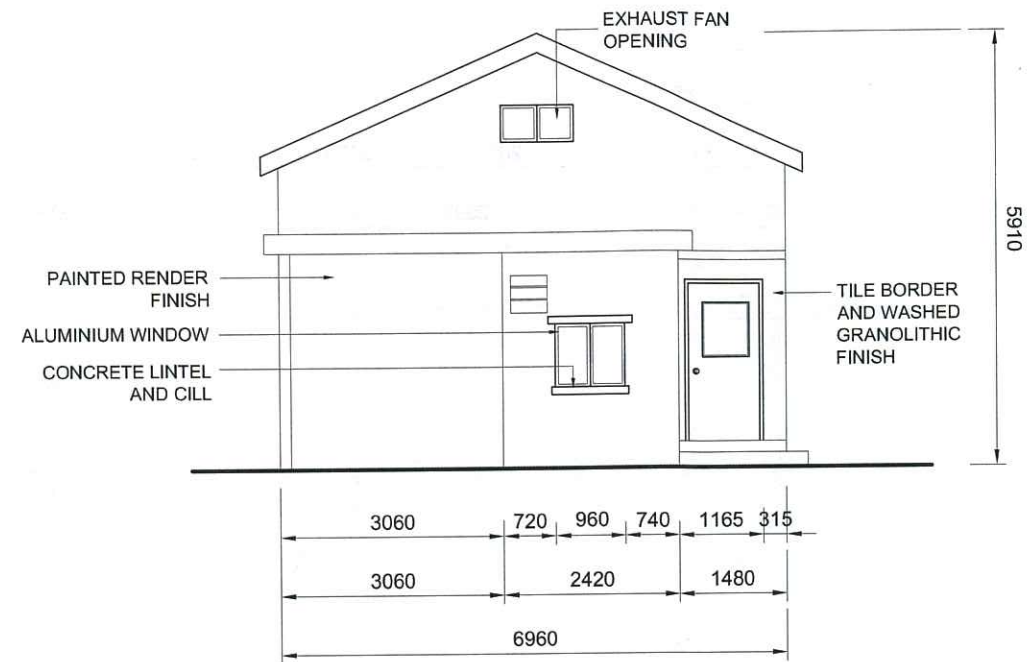 EXHAUST FAN
OPENING
5910
PAINTED RENDER
FINISH
ALUMINIUM WINDOW
CONCRETE LINTEL
AND CILL
TILE BORDER
AND WASHED
GRANOLITHIC
FINISH
3060 720 960 740 1165 315
3060 2420 1480
6960